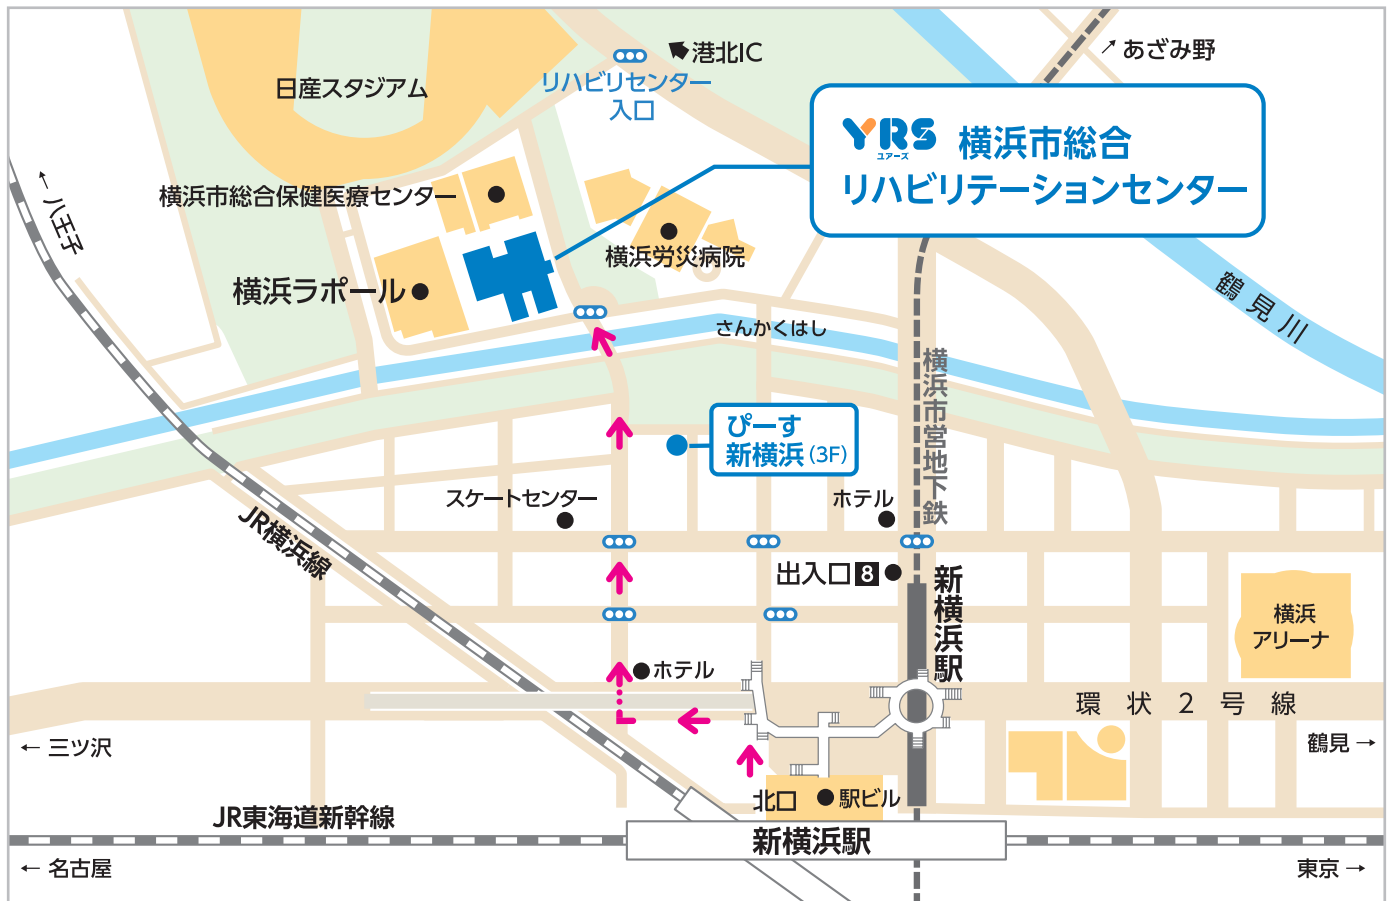 港北IC
あざみ野
日産スタジアム
リハビリセンター
入口
YRS
ユアーズ
横浜市総合
リハビリテーションセンター
横浜市総合保健医療センター
八王子
横浜労災病院
横浜ラポール
鶴見川
さんかくはし
横浜市営地下鉄
ぴーす
新横浜(3F)
スケートセンター
ホテル
JR横浜線
出入口8
新横浜駅
横浜
アリーナ
ホテル
環状2号線
←三ツ沢
鶴見→
北口
駅ビル
JR東海道新幹線
新横浜駅
←名古屋
東京→